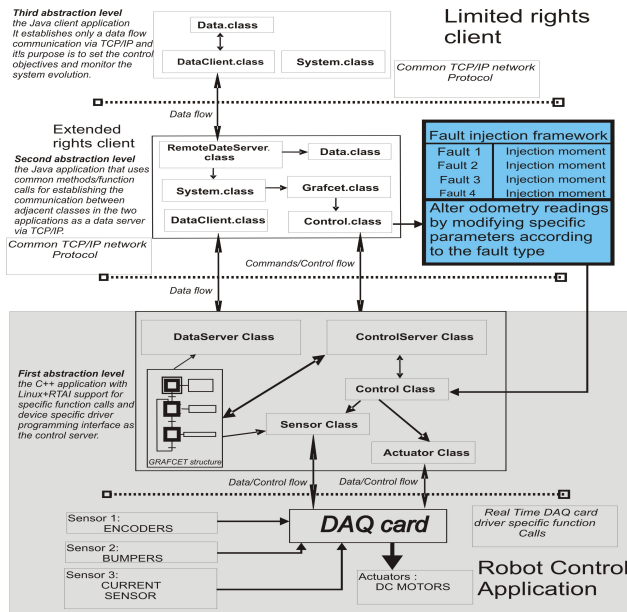 Third abstraction level
the Java client application
It establishes only a data flow
communication via TCP/IP and
itls purpose is to set the control
objectives and monitor the
system evolution.
Data.class
DataClient.class
System.class
Limited rights
client
Common TCP/IP network
Protocol
Data flow
Extended
rights client
Second abstraction level
the Java application that uses
common methods/function
calls for establishing the
communication between
adjacent classes in the two
applications as a data server
via TCP/IP.
Common TCP/IP network
Protocol
RemoteDateServer.
class
Data.class
System.class
Grafcet.class
DataClient.class
Control.class
Fault injection framework
Fault 1
Injection moment
Fault 2
Injection moment
Fault 3
Injection moment
Fault 4
Injection moment
Alter odometry readings
by modifying specific
parameters according
to the fault type
Data flow
Commands/Control flow
First abstraction level
the C++ application with
Linux+RTAI support for
specific function calls and
device specific driver
programming interface as
the control server.
DataServer Class
ControlServer Class
Control Class
Sensor Class
Actuator Class
GRAFCET structure
Data/Control flow
Data/Control flow
Sensor 1:
ENCODERS
Sensor 2:
BUMPERS
Sensor 3:
CURRENT
SENSOR
DAQ card
Actuators :
DC MOTORS
Real Time DAQ card
driver specific function
Calls
Robot Control
Application